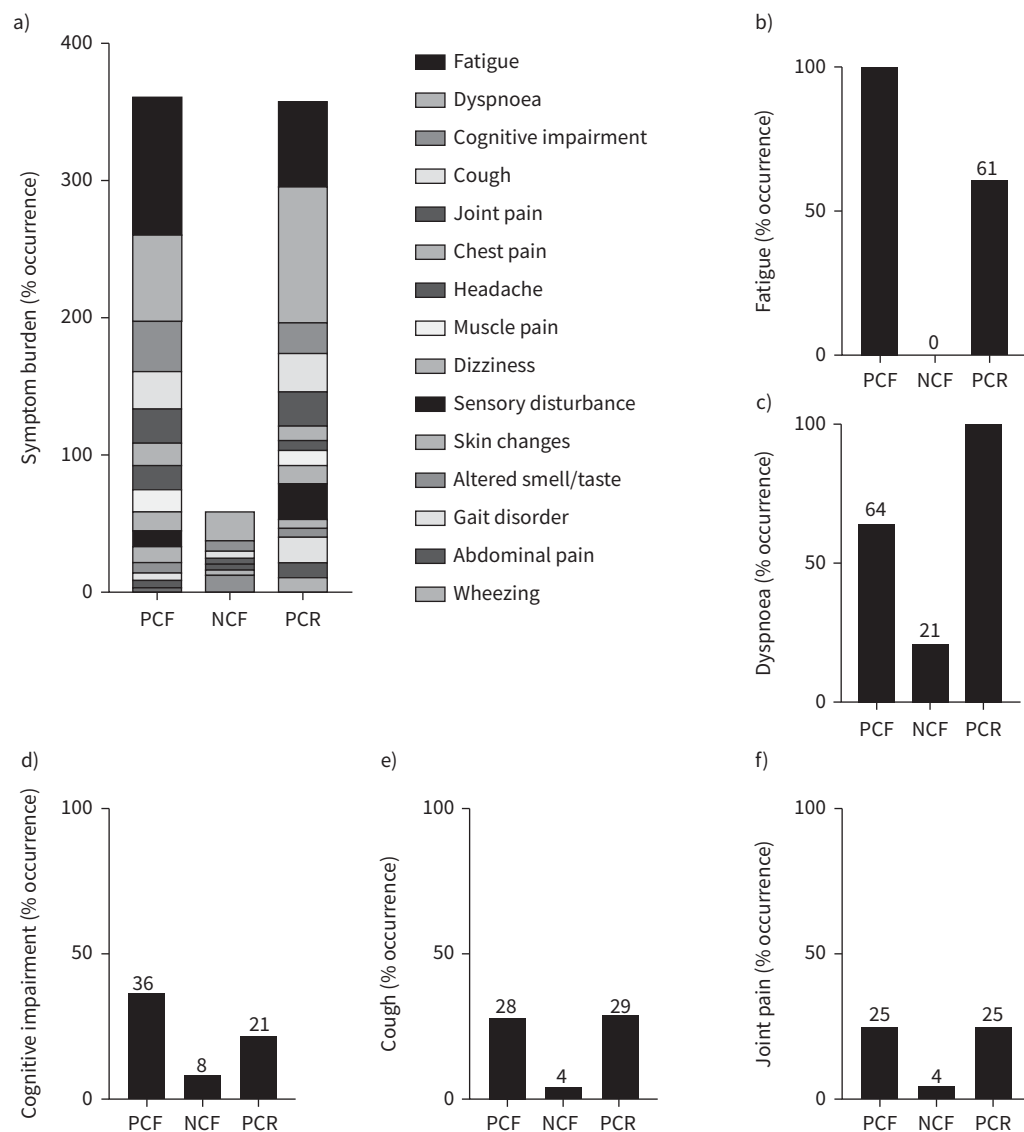 a)
Symptom burden (% occurrence)
400
300
200
100
0
PCF NCF PCR
Fatigue
Dyspnoea
Cognitive impairment
Cough
Joint pain
Chest pain
Headache
Muscle pain
Dizziness
Sensory disturbance
Skin changes
Altered smell/taste
Gait disorder
Abdominal pain
Wheezing
b)
Fatigue (% occurrence)
100
50
0
0
61
PCF NCF PCR
c)
Dyspnoea (% occurrence)
100
50
0
64
21
PCF NCF PCR
d)
Cognitive impairment (% occurrence)
100
50
0
36
8
21
PCF NCF PCR
e)
Cough (% occurrence)
100
50
0
28
4
29
PCF NCF PCR
f)
Joint pain (% occurrence)
100
50
0
25
4
25
PCF NCF PCR